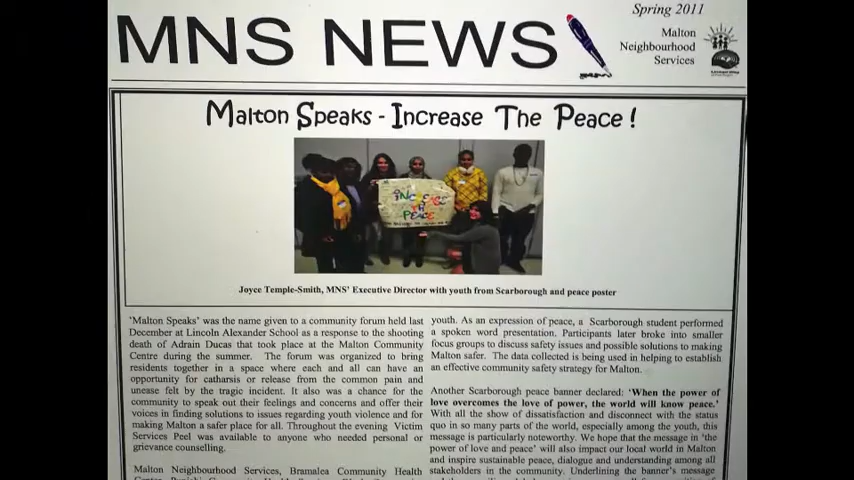 MNS NEWS
Spring 2011
Malton
Neighbourhood
Services
Malton Speaks - Increase The Peace !
INCREASE
PEACE
Joyce Temple-Smith, MNS' Executive Director with youth from Scarborough and peace poster
'Malton Speaks' was the name given to a community forum held last
December at Lincoln Alexander School as a response to the shooting
death of Adrain Ducas that took place at the Malton Community
Centre during the summer. The forum was organized to bring
residents together in a space where each and all can have an
opportunity for catharsis or release from the common pain and
unease felt by the tragic incident. It also was a chance for the
community to speak out their feelings and concerns and offer their
voices in finding solutions to issues regarding youth violence and for
making Malton a safer place for all. Throughout the evening Victim
Services Peel was available to anyone who needed personal or
grievance counselling.
Malton Neighbourhood Services, Bramalea Community Health
youth. As an expression of peace, a Scarborough student performed
a spoken word presentation. Participants later broke into smaller
focus groups to discuss safety issues and possible solutions to making
Malton safer. The data collected is being used in helping to establish
an effective community safety strategy for Malton.
Another Scarborough peace banner declared: 'When the power of
love overcomes the love of power, the world will know peace.'
With all the show of dissatisfaction and disconnect with the status
quo in so many parts of the world, especially among the youth, this
message is particularly noteworthy. We hope that the message in 'the
power of love and peace' will also impact our local world in Malton
and inspire sustainable peace, dialogue and understanding among all
stakeholders in the community. Underlining the banner's message